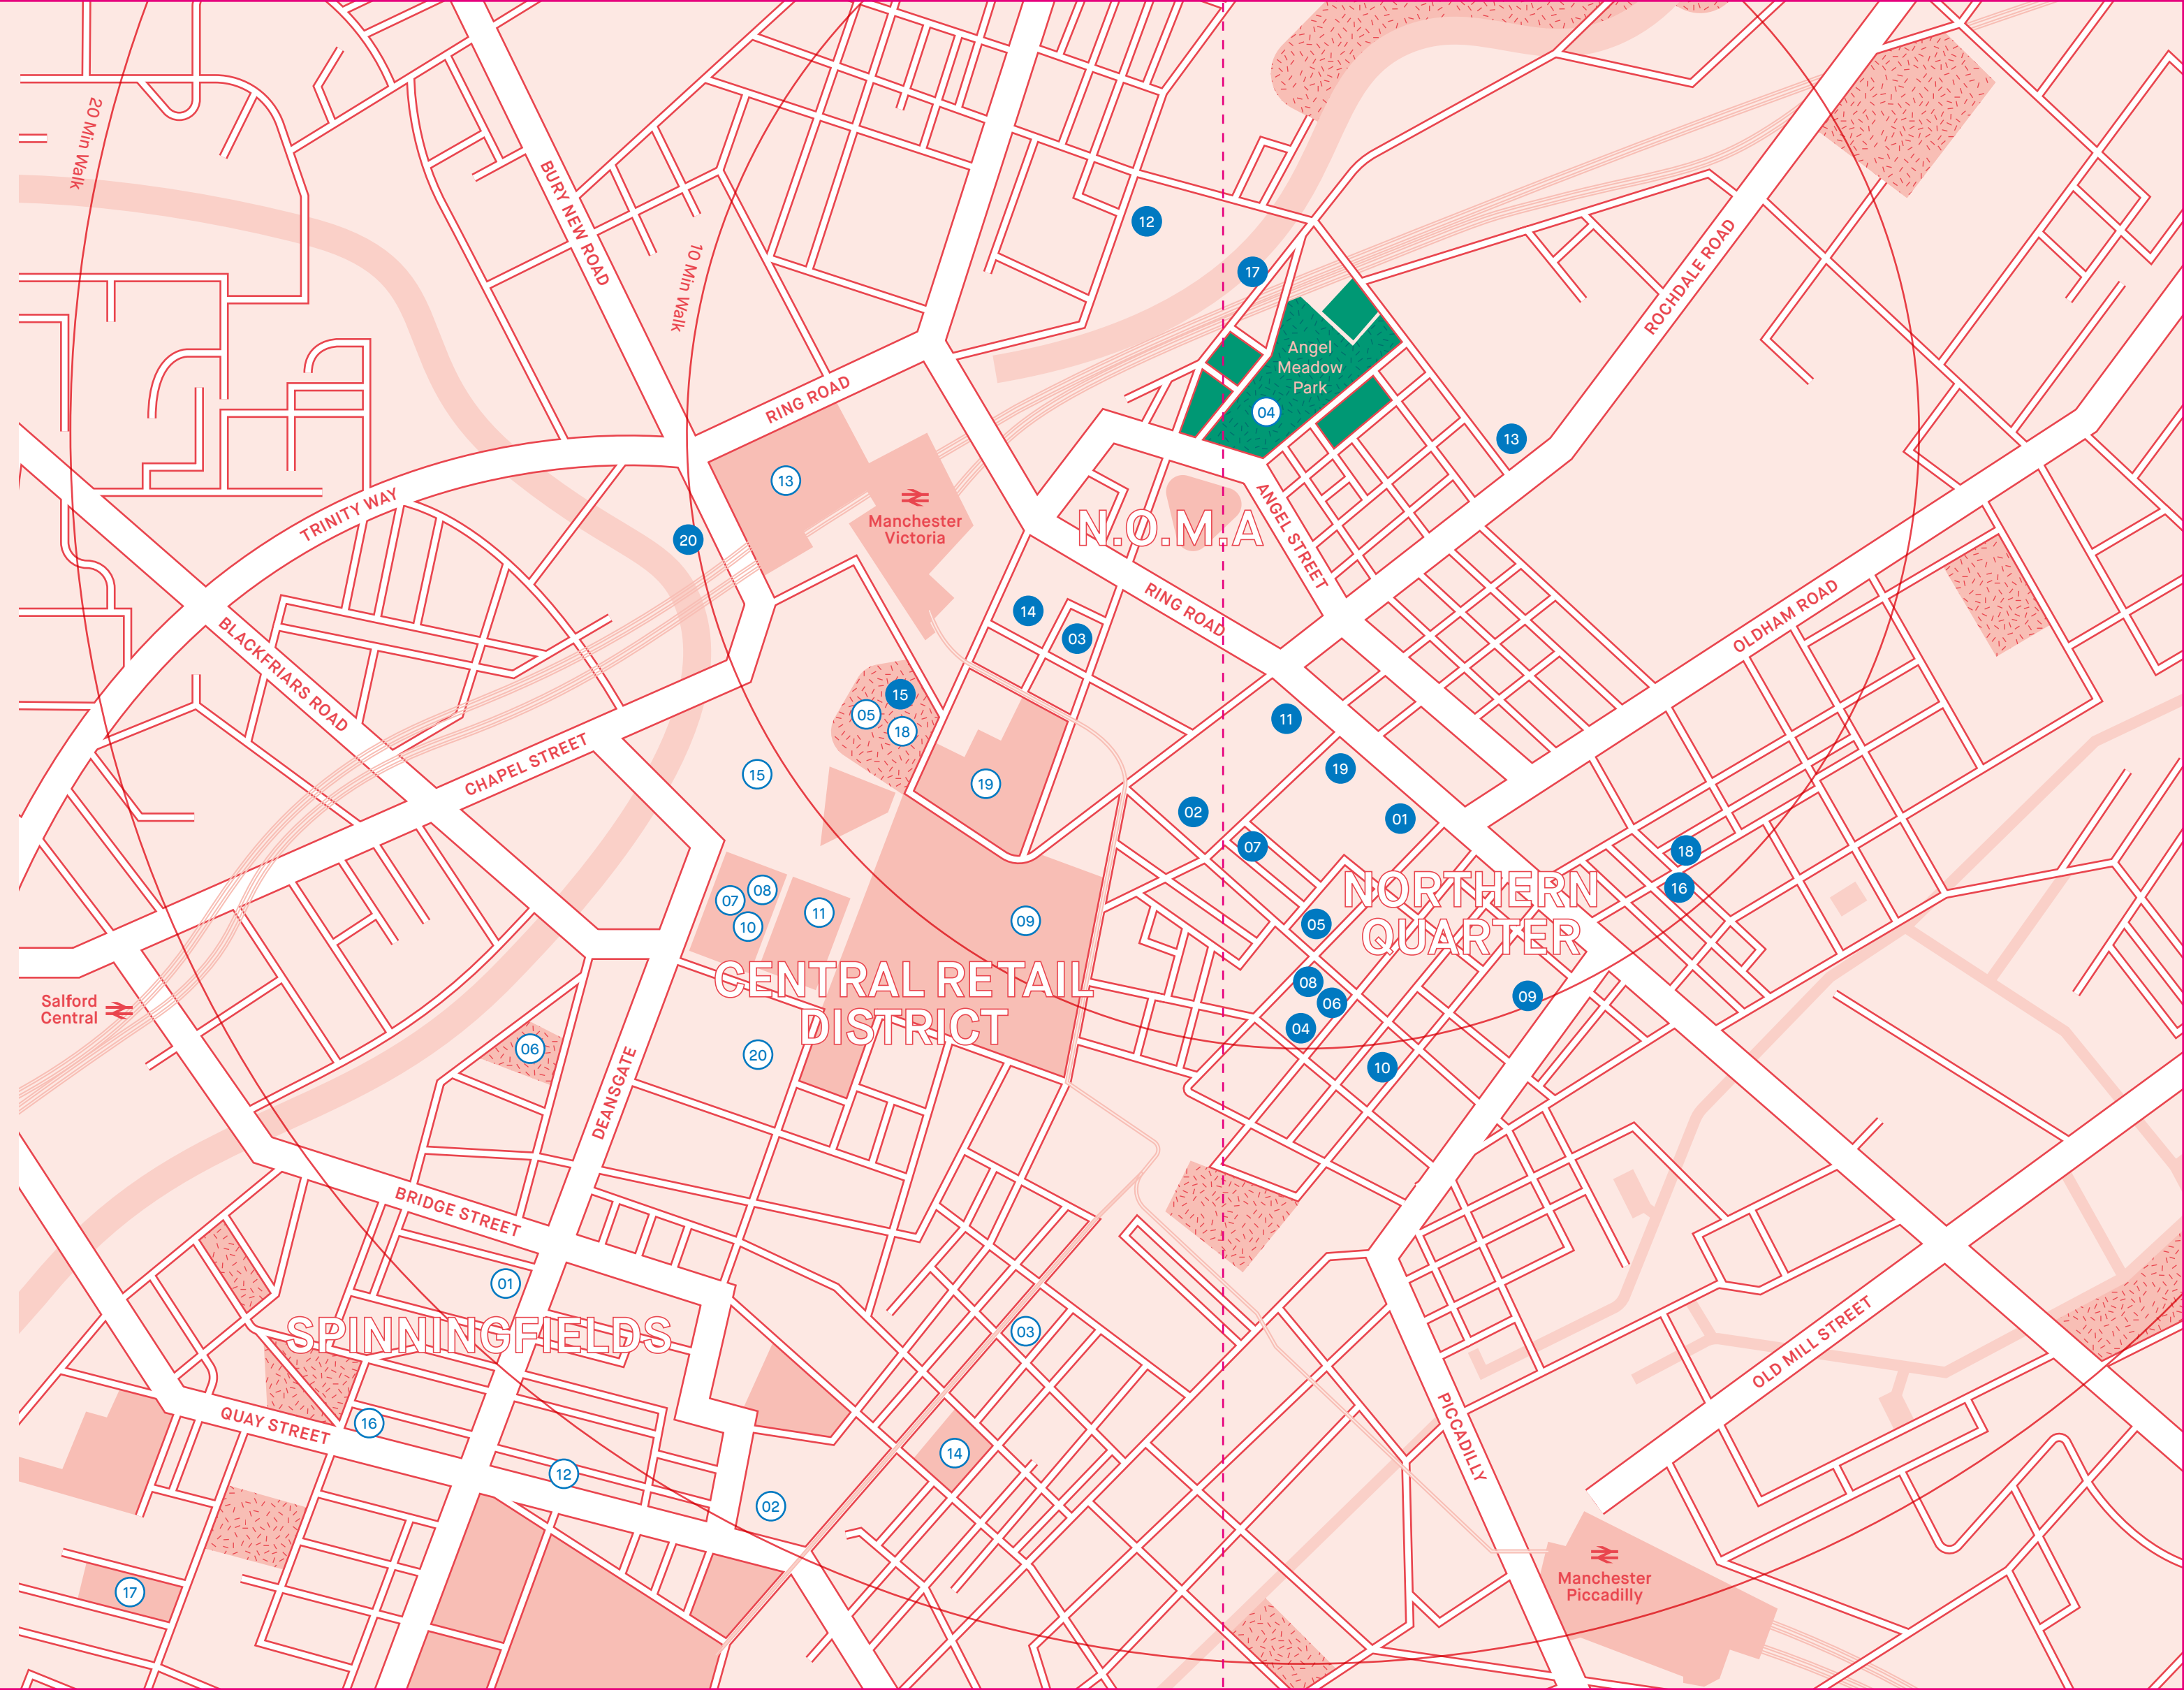 20 Min Walk
BURY NEW ROAD
10 Min Walk
12
17
ROCHDALE ROAD
Angel
Meadow
Park
04
RING ROAD
13
13
Manchester
Victoria
TRINITY WAY
20
N.O.M.A
ANGEL STREET
14
03
RING ROAD
OLDHAM ROAD
BLACKFRIARS ROAD
15
05
18
11
CHAPEL STREET
15
19
19
02
01
07
18
16
07
08
10
11
09
NORTHERN
QUARTER
05
CENTRAL RETAIL
DISTRICT
08
06
04
09
10
Salford
Central
06
20
DEANSGATE
BRIDGE STREET
01
SPINNINGFIELDS
03
OLD MILL STREET
QUAY STREET
16
14
12
02
PICCADILLY
17
Manchester
Piccadilly